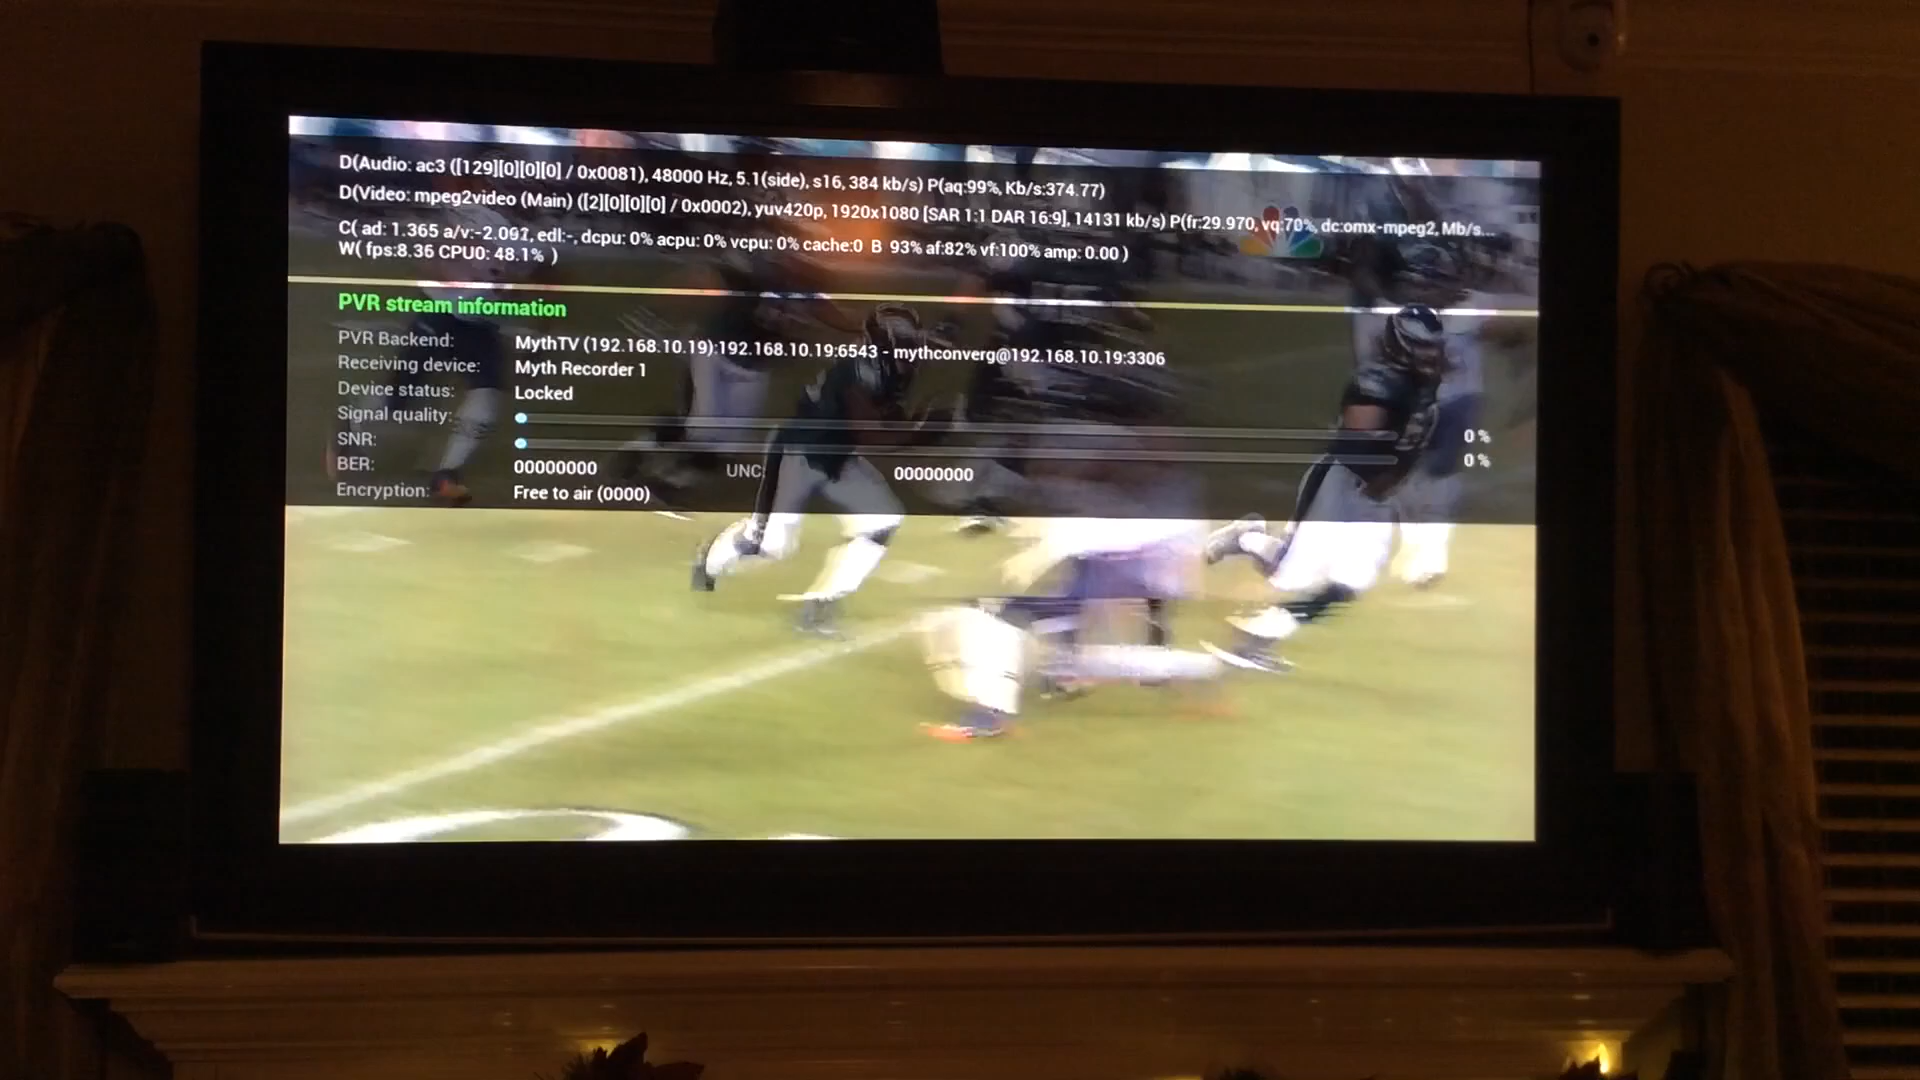 D(Audio: ac3 ([129][0][0][0] / 0x0081), 48000 Hz, 5.1(side), s16, 384 kb/s) P(aq:99%, Kb/s:374.77)
D(Video: mpeg2video (Main) ([2][0][0][0] / 0x0002), yuv420p, 1920x1080 [SAR 1:1 DAR 16:9], 14131 kb/s) P(fr:29.970, vq:70%, dc:omx-mpeg2, Mb/s...
C( ad: 1.365 a/v:-2.091, edl:-, dcpu: 0% acpu: 0% vcpu: 0% cache:0 B 93% af:82% vf:100% amp: 0.00 )
W( fps:8.36 CPU0: 48.1% )
PVR stream information
PVR Backend: MythTV (192.168.10.19):192.168.10.19:6543 - mythconverg@192.168.10.19:3306
Receiving device: Myth Recorder 1
Device status: Locked
Signal quality: 0 %
SNR: 0 %
BER: 00000000 UNC: 00000000
Encryption: Free to air (0000)